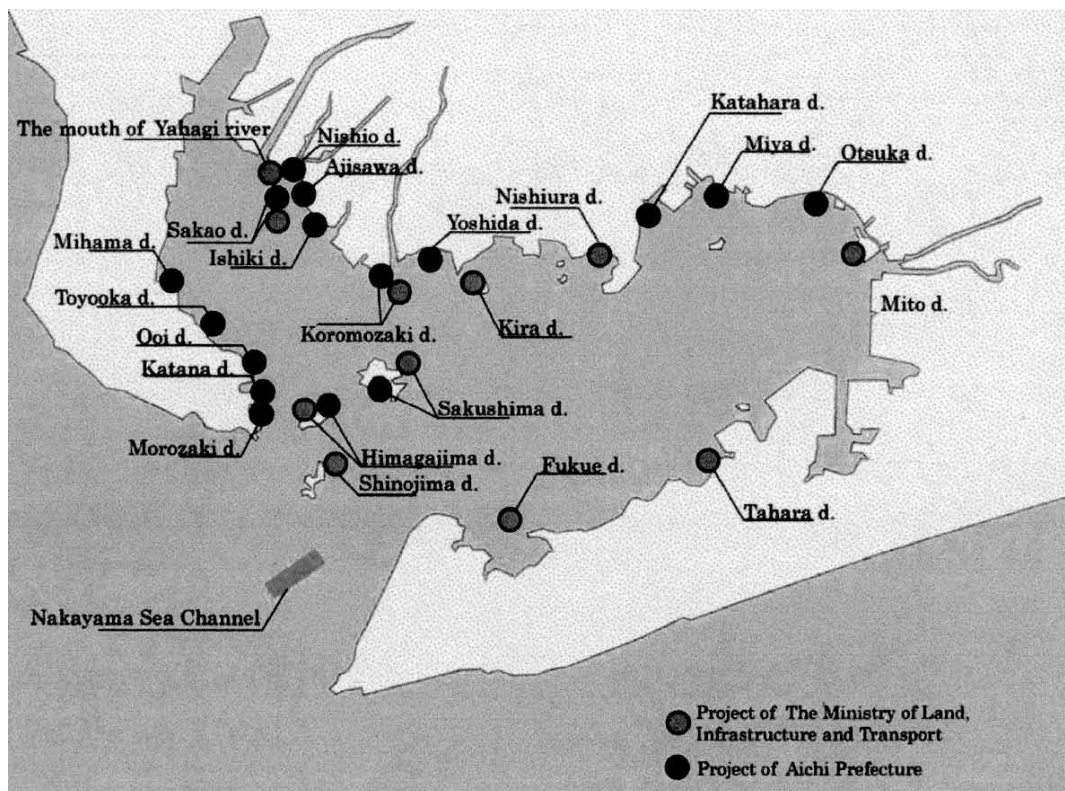 Katahara d.
The mouth of Yahagi river
Nishio d.
Miya d.
Otsuka d.
Ajisawa d.
Nishiura d.
Sakao d.
Yoshida d.
Mihama d.
Ishiki d.
Toyooka d.
Mito d.
Koromozaki d.
Kira d.
Ooi d.
Katana d.
Sakushima d.
Morozaki d.
Himagajima d.
Fukue d.
Shinojima d.
Tahara d.
Nakayama Sea Channel
Project of The Ministry of Land,
Infrastructure and Transport
Project of Aichi Prefecture